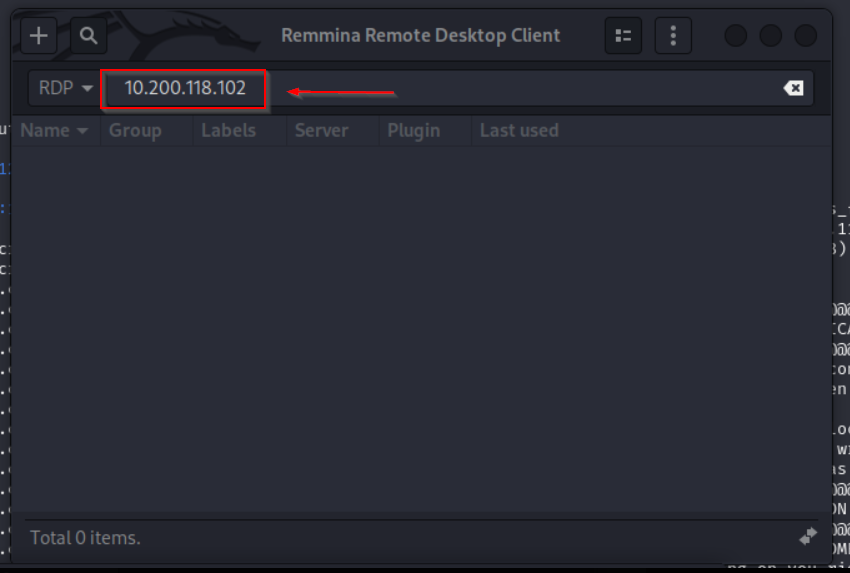 Remmina Remote Desktop Client
RDP 10.200.118.102
Name Group Labels Server Plugin Last used
Total 0 items.